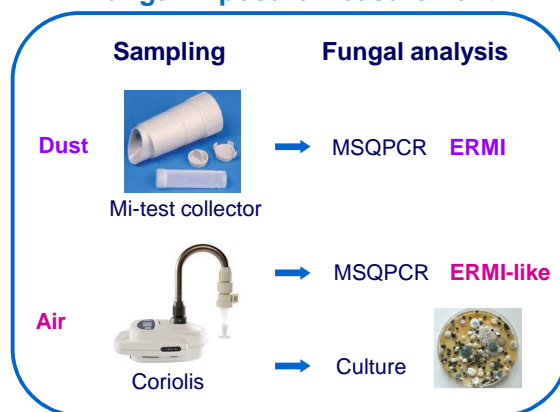 Sampling Fungal analysis
Dust MSQPCR ERMI
Mi-test collector
MSQPCR ERMI-like
Air
Culture
Coriolis